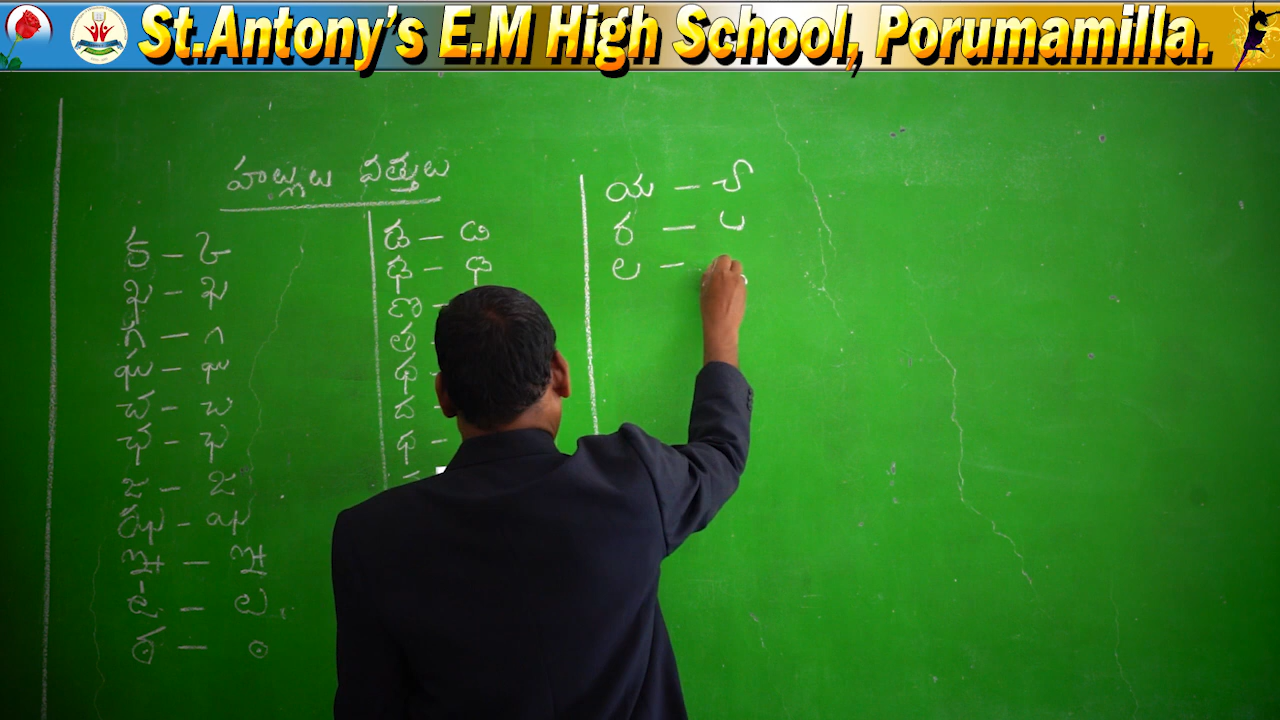 St.Antony's E.M High School, Porumamilla.
హల్లులు వత్తులు
క – ్క
ఖ – ్ఖ
గ – ్గ
ఘ – ్ఘ
చ – ్చ
ఛ – ్ఛ
జ – ్జ
ఝ – ్ఝ
ఞ – ్ఞ
ట – ్ట
ఠ – ్ఠ
డ – ్డ
ఢ – ్ఢ
ణ –
త –
థ –
ద –
ధ –
య – ్య
ర – ్ర
ల –